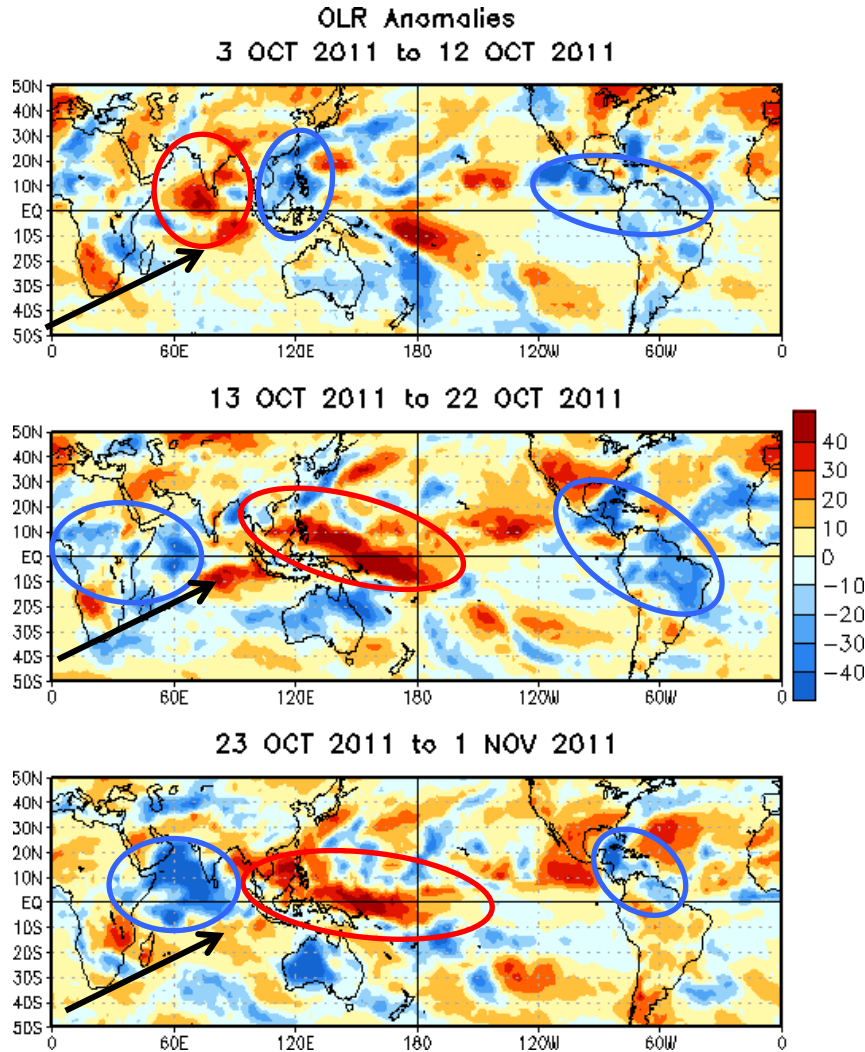 OLR Anomalies
3 OCT 2011 to 12 OCT 2011
50N
40N
30N
20N
10N
EQ
10S
20S
30S
40S
50S
0 60E 120E 180 120W 60W 0
13 OCT 2011 to 22 OCT 2011
50N
40N
30N
20N
10N
EQ
10S
20S
30S
40S
50S
0 60E 120E 180 120W 60W 0
40
30
20
10
0
-10
-20
-30
-40
23 OCT 2011 to 1 NOV 2011
50N
40N
30N
20N
10N
EQ
10S
20S
30S
40S
50S
0 60E 120E 180 120W 60W 0